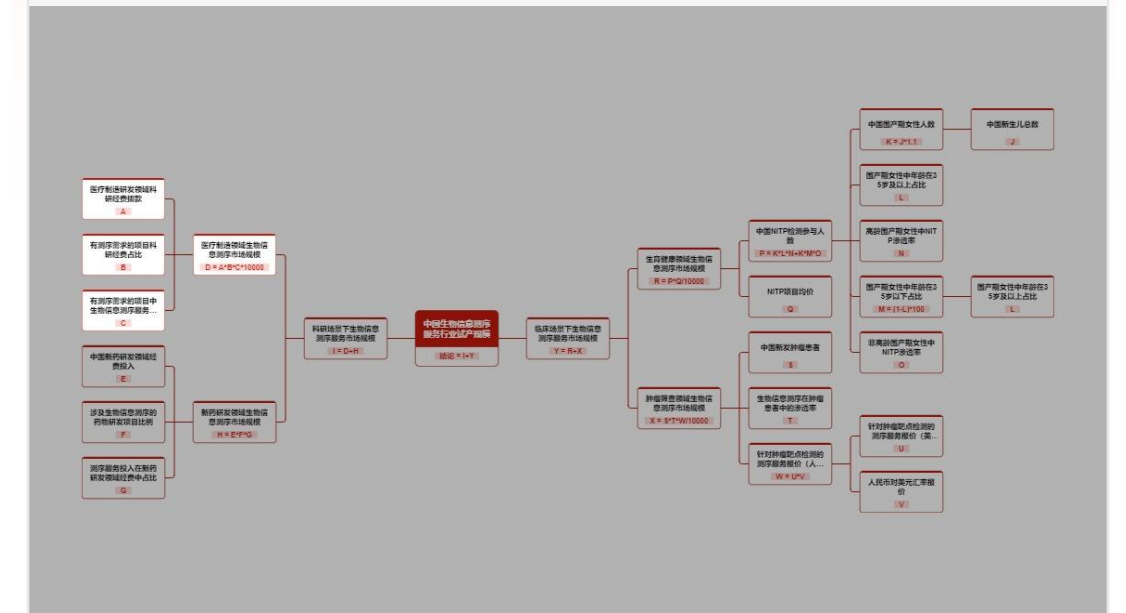 医疗制造研发领域科
研经费拨款
A
有测序需求的项目科
研经费占比
B
有测序需求的项目中
生物信息测序服务...
C
医疗制造领域生物信
息测序市场规模
D = A*B*C*10000
中国新药研发领域经
费投入
E
涉及生物信息测序的
药物研发项目比例
F
测序服务投入在新药
研发领域经费中占比
G
新药研发领域生物信
息测序市场规模
H = E*F*G
科研场景下生物信息
测序服务市场规模
I = D+H
中国生物信息测序
服务行业试产规模
结论 = I+Y
临床场景下生物信息
测序服务市场规模
Y = R+X
生育健康领域生物信
息测序市场规模
R = P*Q/10000
中国NITP检测参与人
数
P = K*L*N+K*M*O
NITP项目均价
Q
中国围产期女性人数
K = J*1.1
中国新生儿总数
J
围产期女性中年龄在3
5岁及以上占比
L
高龄围产期女性中NIT
P渗透率
N
围产期女性中年龄在3
5岁以下占比
M = (1-L)*100
围产期女性中年龄在3
5岁及以上占比
L
非高龄围产期女性中
NITP渗透率
O
肿瘤筛查领域生物信
息测序市场规模
X = S*T*W/10000
中国新发肿瘤患者
S
生物信息测序在肿瘤
患者中的渗透率
T
针对肿瘤靶点检测的
测序服务报价（人...
W = U*V
针对肿瘤靶点检测的
测序服务报价（美...
U
人民币对美元汇率报
价
V